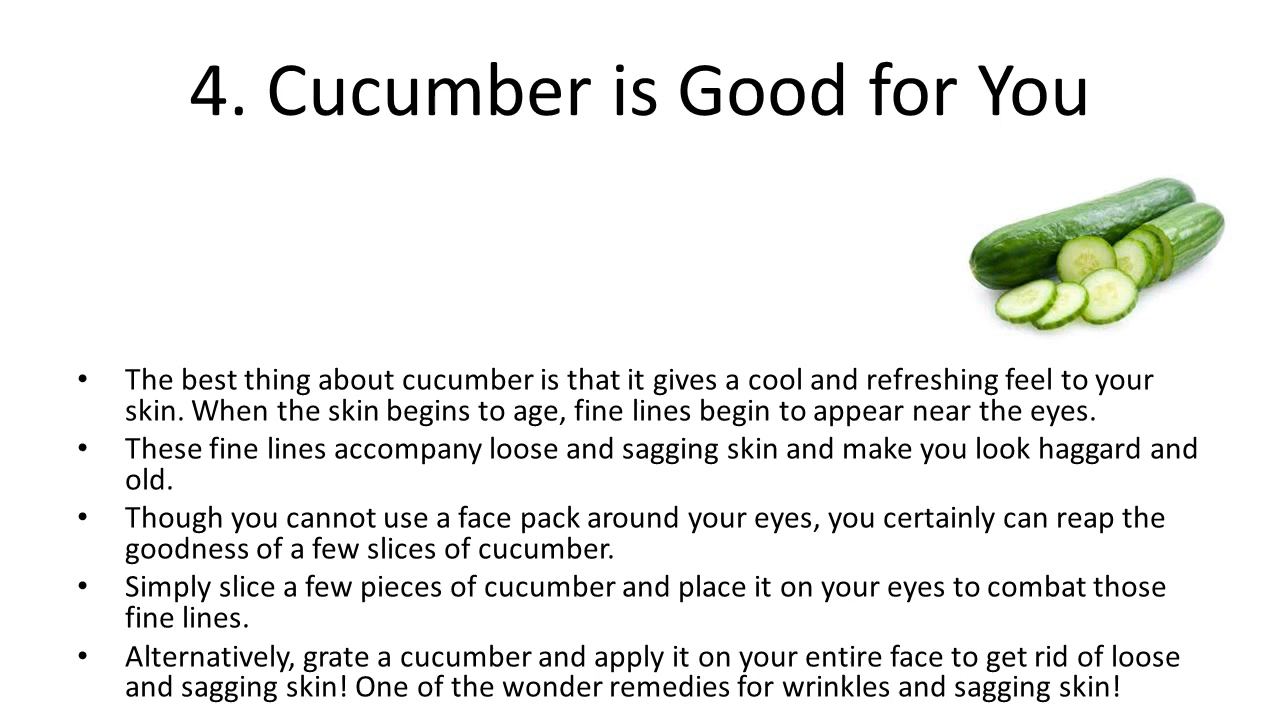 4. Cucumber is Good for You
• The best thing about cucumber is that it gives a cool and refreshing feel to your
skin. When the skin begins to age, fine lines begin to appear near the eyes.
• These fine lines accompany loose and sagging skin and make you look haggard and
old.
• Though you cannot use a face pack around your eyes, you certainly can reap the
goodness of a few slices of cucumber.
• Simply slice a few pieces of cucumber and place it on your eyes to combat those
fine lines.
• Alternatively, grate a cucumber and apply it on your entire face to get rid of loose
and sagging skin! One of the wonder remedies for wrinkles and sagging skin!